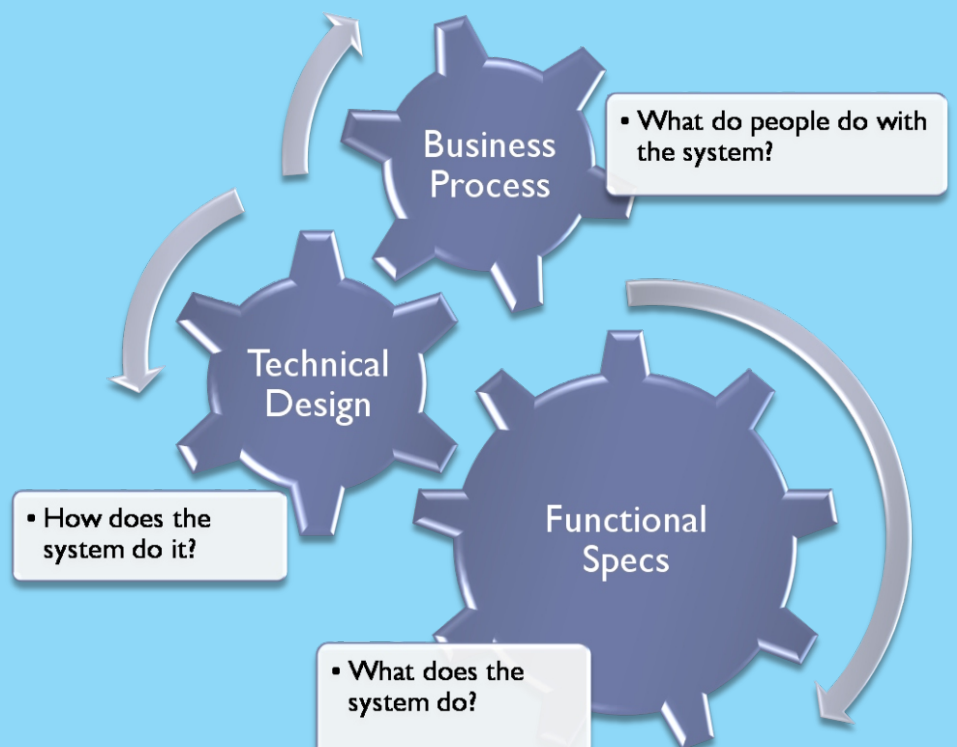 Business
Process
• What do people do with
the system?
Technical
Design
• How does the
system do it?
Functional
Specs
• What does the
system do?